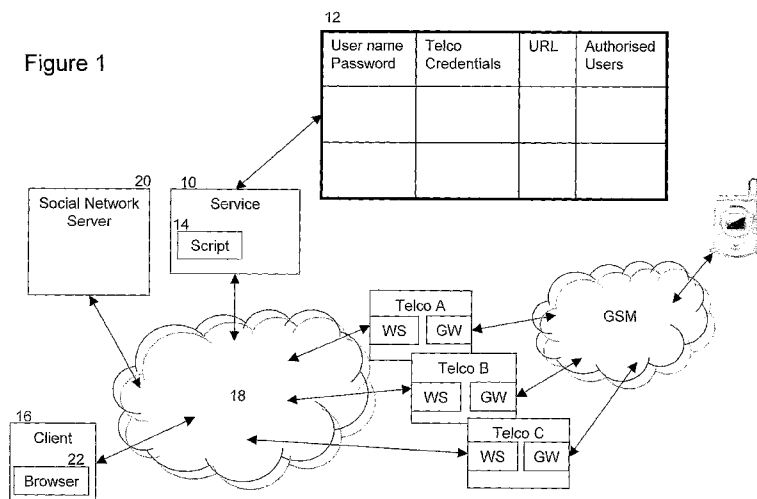 12
User name Password
Telco Credentials
URL
Authorised Users
Figure 1
20
Social Network Server
10
Service
14
Script
Telco A
WS GW
GSM
Telco B
WS GW
18
Telco C
WS GW
16
Client
22
Browser